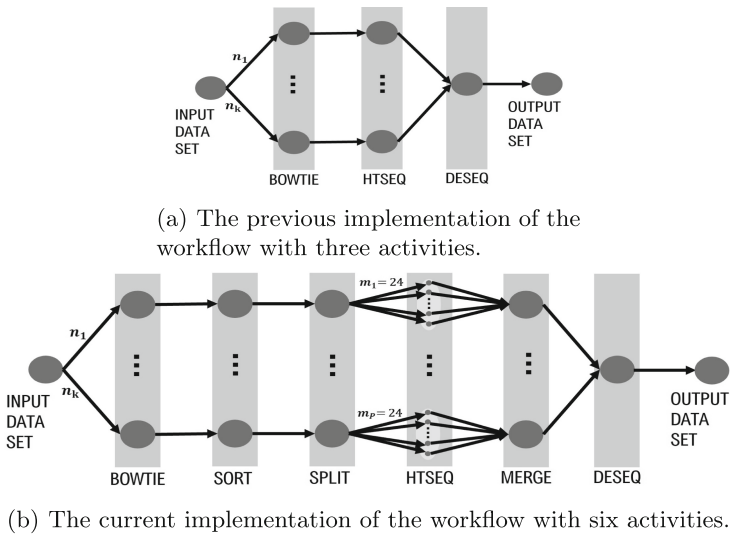 n₁
nₖ
INPUT
DATA
SET
OUTPUT
DATA
SET
BOWTIE HTSEQ DESEQ
(a) The previous implementation of the
workflow with three activities.
m₁ = 24
n₁
nₖ
mₚ = 24
INPUT
DATA
SET
OUTPUT
DATA
SET
BOWTIE SORT SPLIT HTSEQ MERGE DESEQ
(b) The current implementation of the workflow with six activities.